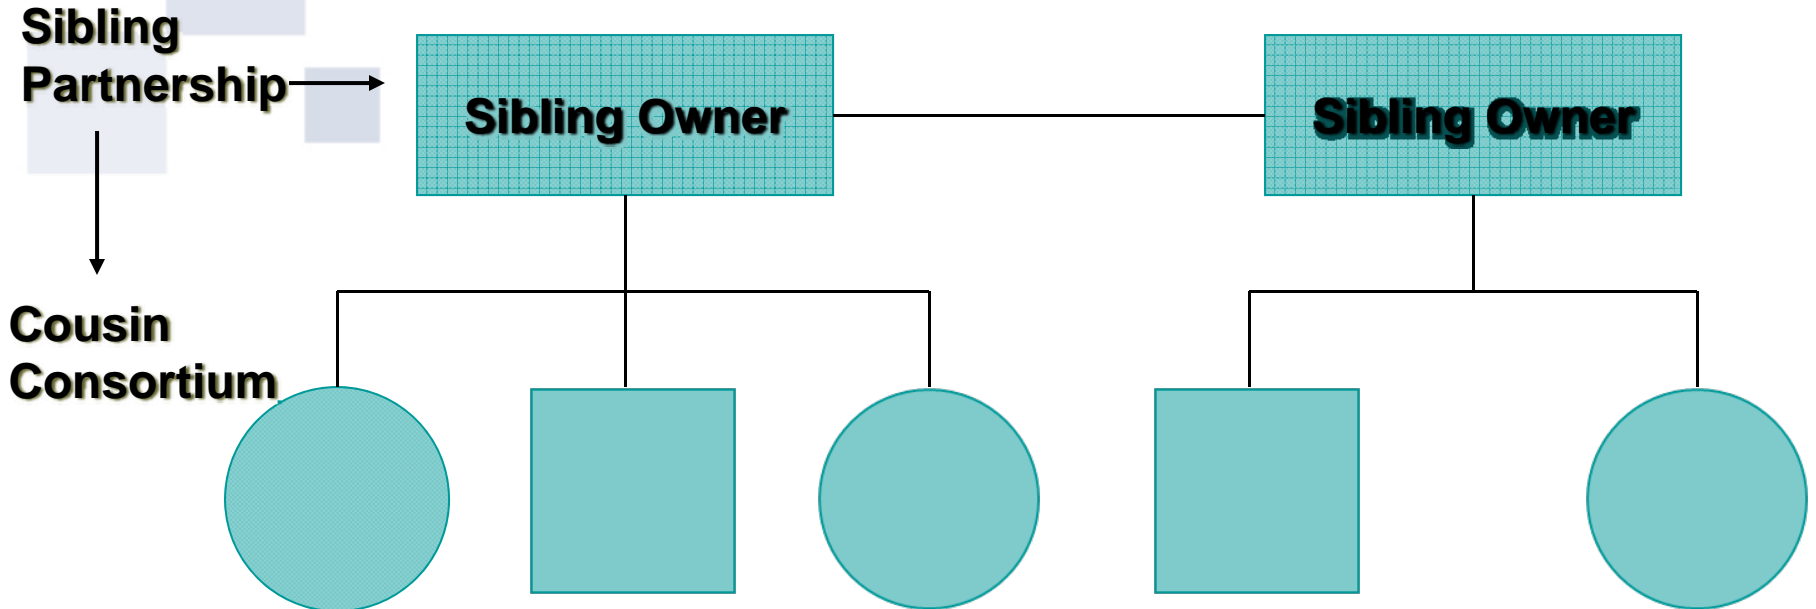 Sibling
Partnership
Sibling Owner
Sibling Owner
Cousin
Consortium